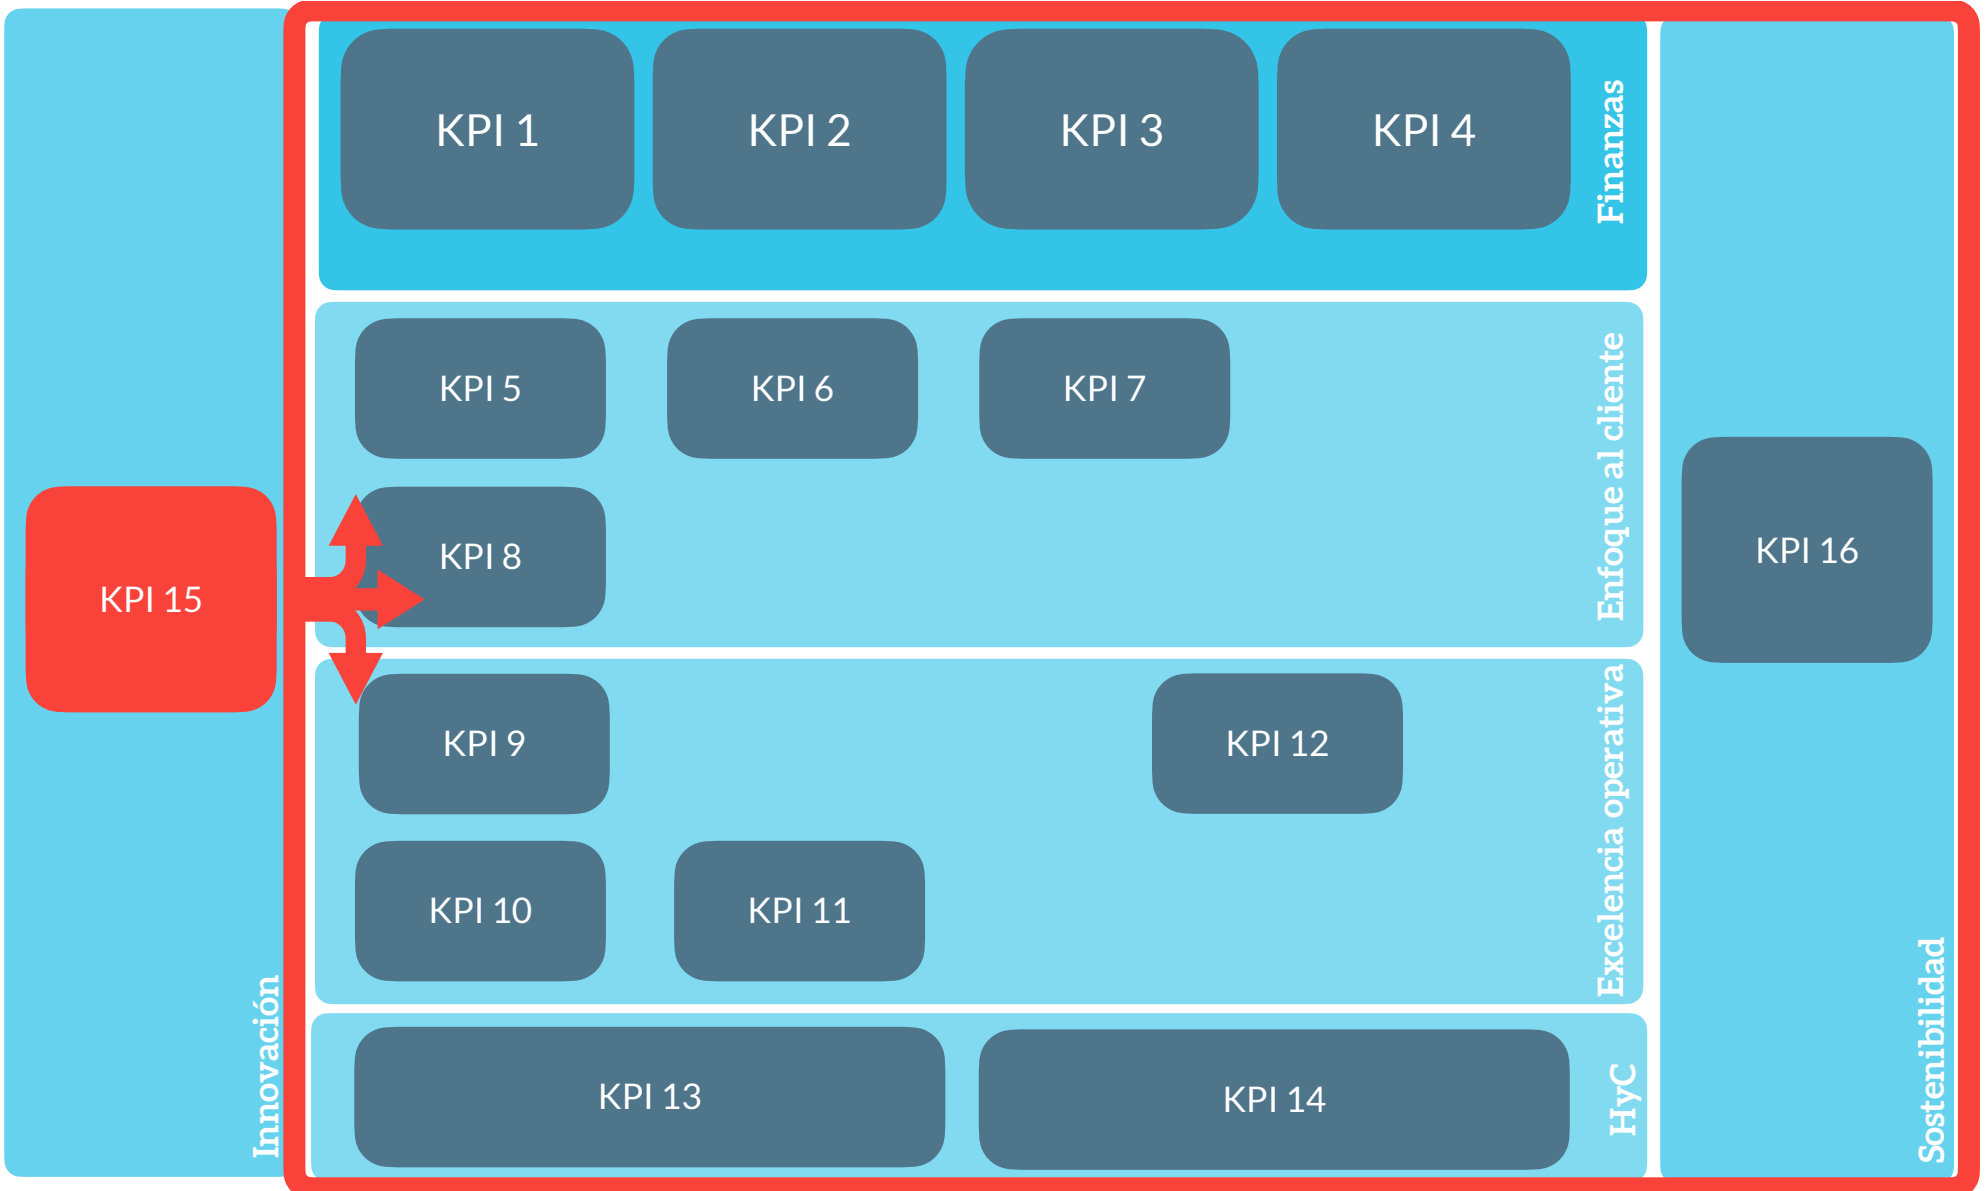 KPI 1
KPI 2
KPI 3
KPI 4
Finanzas
KPI 5
KPI 6
KPI 7
KPI 8
Enfoque al cliente
KPI 9
KPI 12
KPI 10
KPI 11
Excelencia operativa
KPI 13
KPI 14
HyC
KPI 15
Innovación
KPI 16
Sostenibilidad